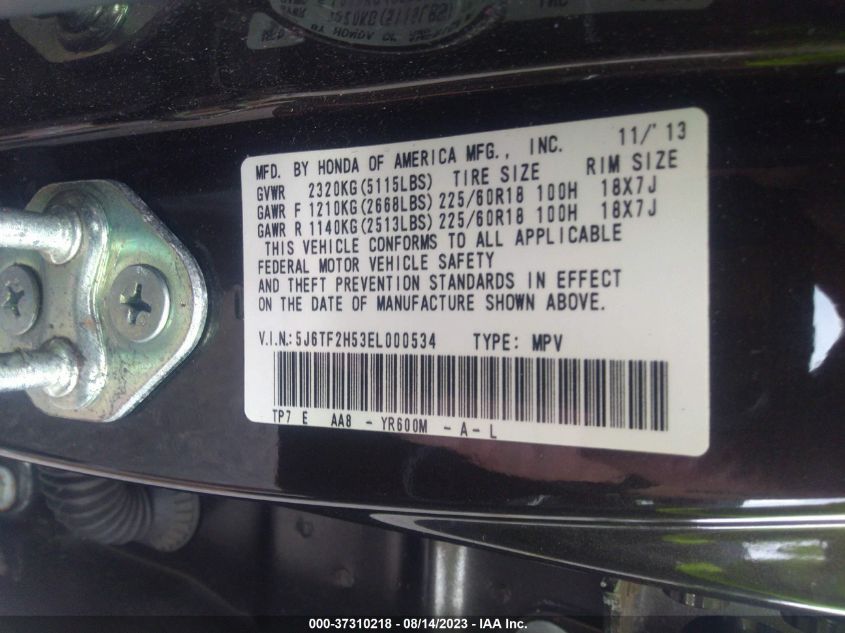 MFD. BY HONDA OF AMERICA MFG., INC. 11/'13
GVWR 2320KG(5115LBS) TIRE SIZE RIM SIZE
GAWR F 1210KG(2668LBS) 225/60R18 100H 18X7J
GAWR R 1140KG(2513LBS) 225/60R18 100H 18X7J
THIS VEHICLE CONFORMS TO ALL APPLICABLE
FEDERAL MOTOR VEHICLE SAFETY
AND THEFT PREVENTION STANDARDS IN EFFECT
ON THE DATE OF MANUFACTURE SHOWN ABOVE.
V.I.N.:5J6TF2H53EL000534 TYPE: MPV
TP7 E AA8 - YR600M - A - L
000-37310218 - 08/14/2023 - IAA Inc.